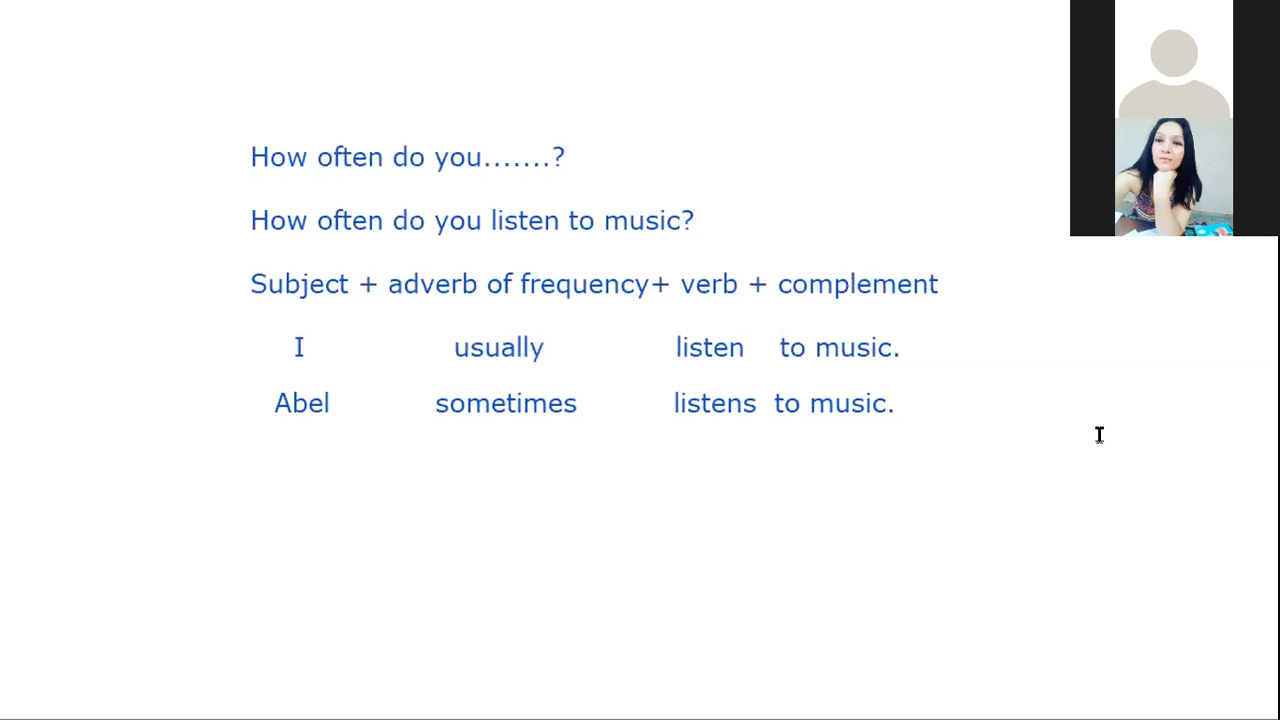 How often do you.......?
How often do you listen to music?
Subject + adverb of frequency+ verb + complement
I usually listen to music.
Abel sometimes listens to music.